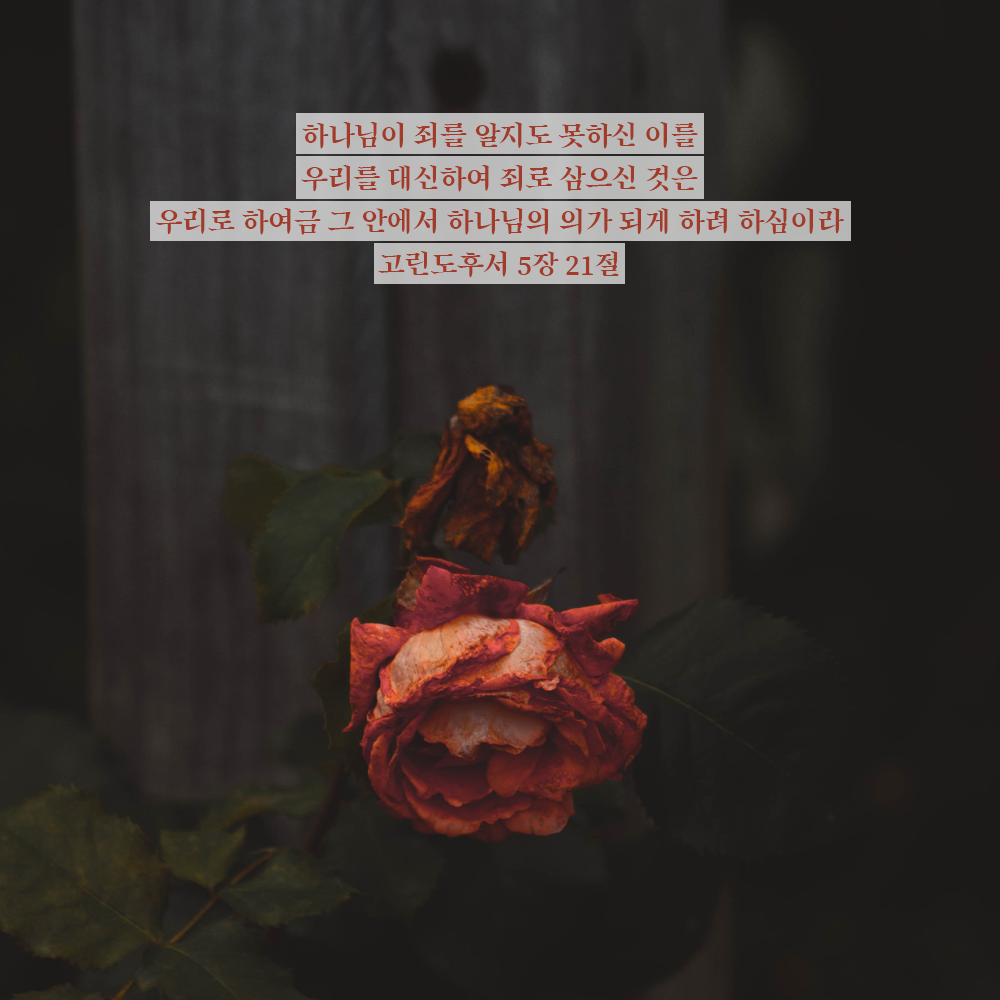 하나님이 죄를 알지도 못하신 이를
우리를 대신하여 죄로 삼으신 것은
우리로 하여금 그 안에서 하나님의 의가 되게 하려 하심이라
고린도후서 5장 21절